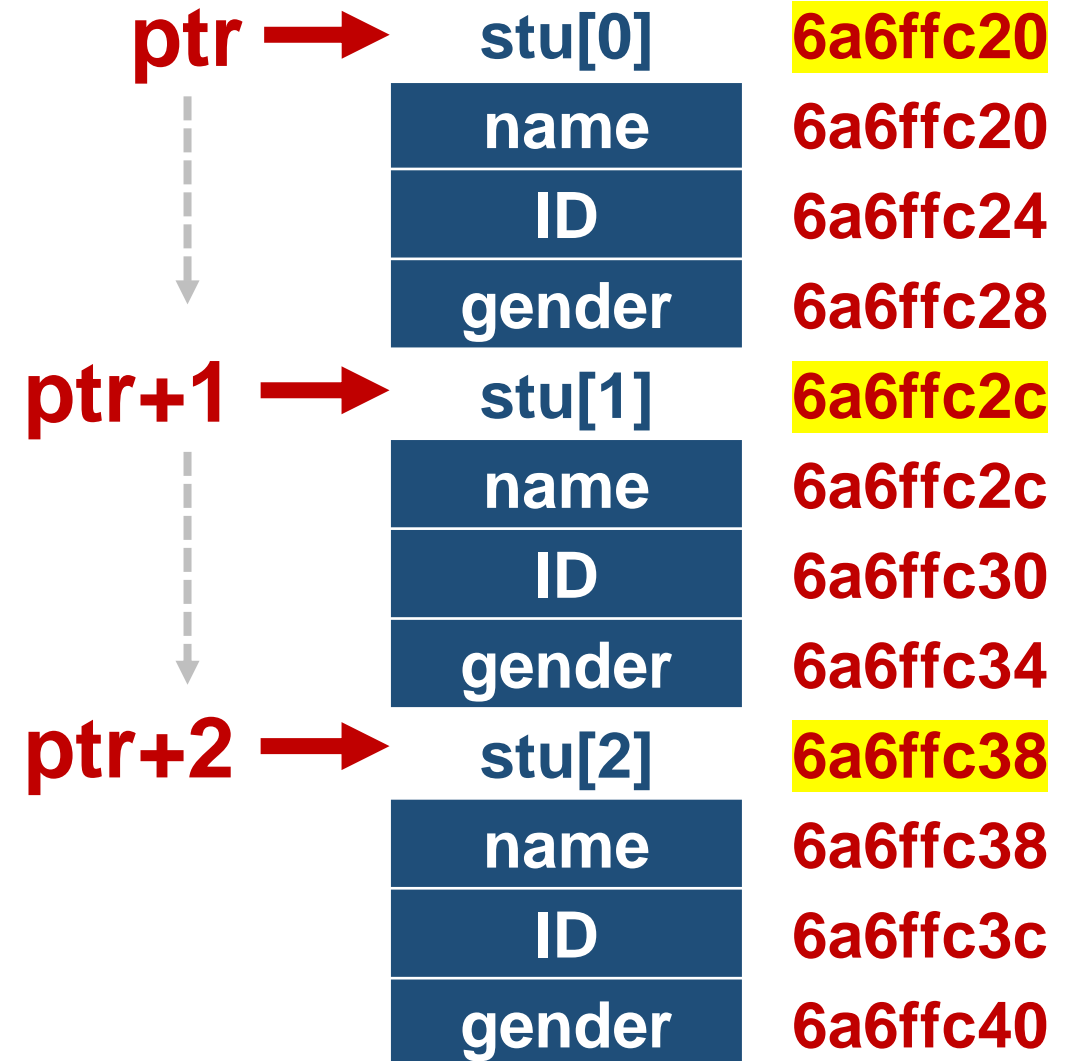 ptr stu[0] 6a6ffc20
name 6a6ffc20
ID 6a6ffc24
gender 6a6ffc28
ptr+1 stu[1] 6a6ffc2c
name 6a6ffc2c
ID 6a6ffc30
gender 6a6ffc34
ptr+2 stu[2] 6a6ffc38
name 6a6ffc38
ID 6a6ffc3c
gender 6a6ffc40